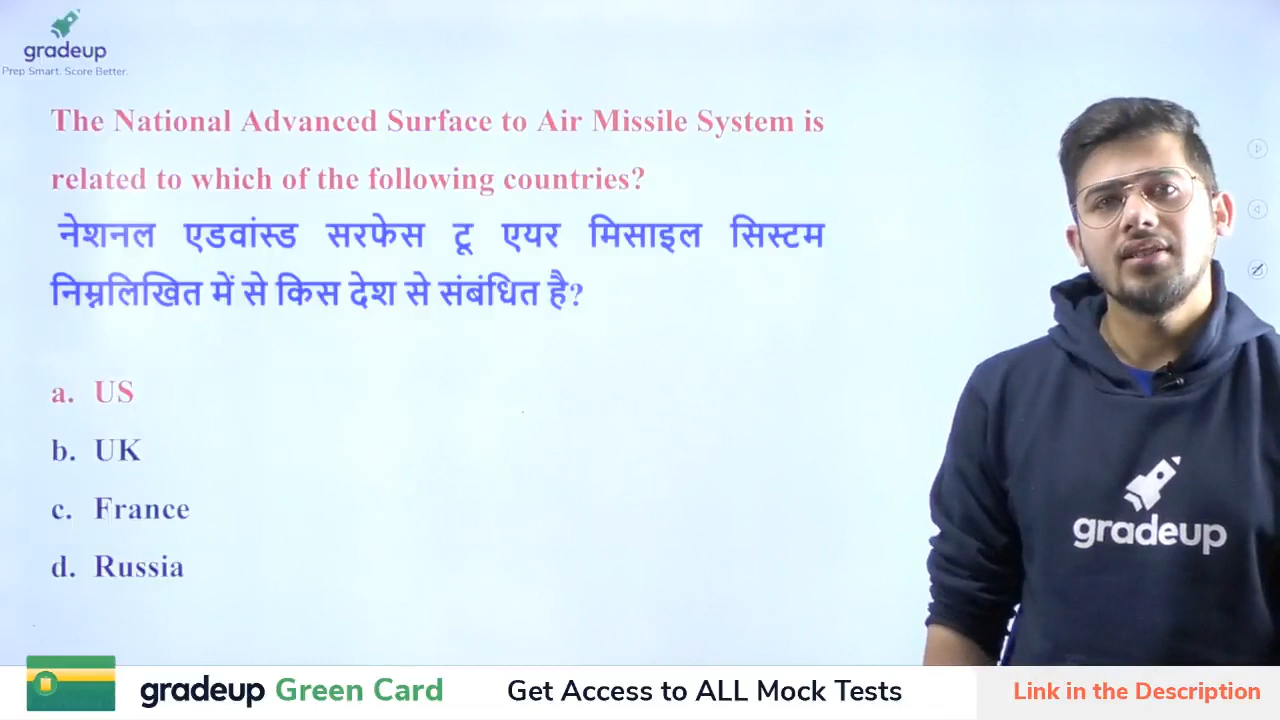 gradeup
Prep Smart. Score Better.
The National Advanced Surface to Air Missile System is
related to which of the following countries?
नेशनल एडवांस्ड सरफेस टू एयर मिसाइल सिस्टम
निम्नलिखित में से किस देश से संबंधित है?
a. US
b. UK
c. France
d. Russia
gradeup
gradeup Green Card
Get Access to ALL Mock Tests
Link in the Description